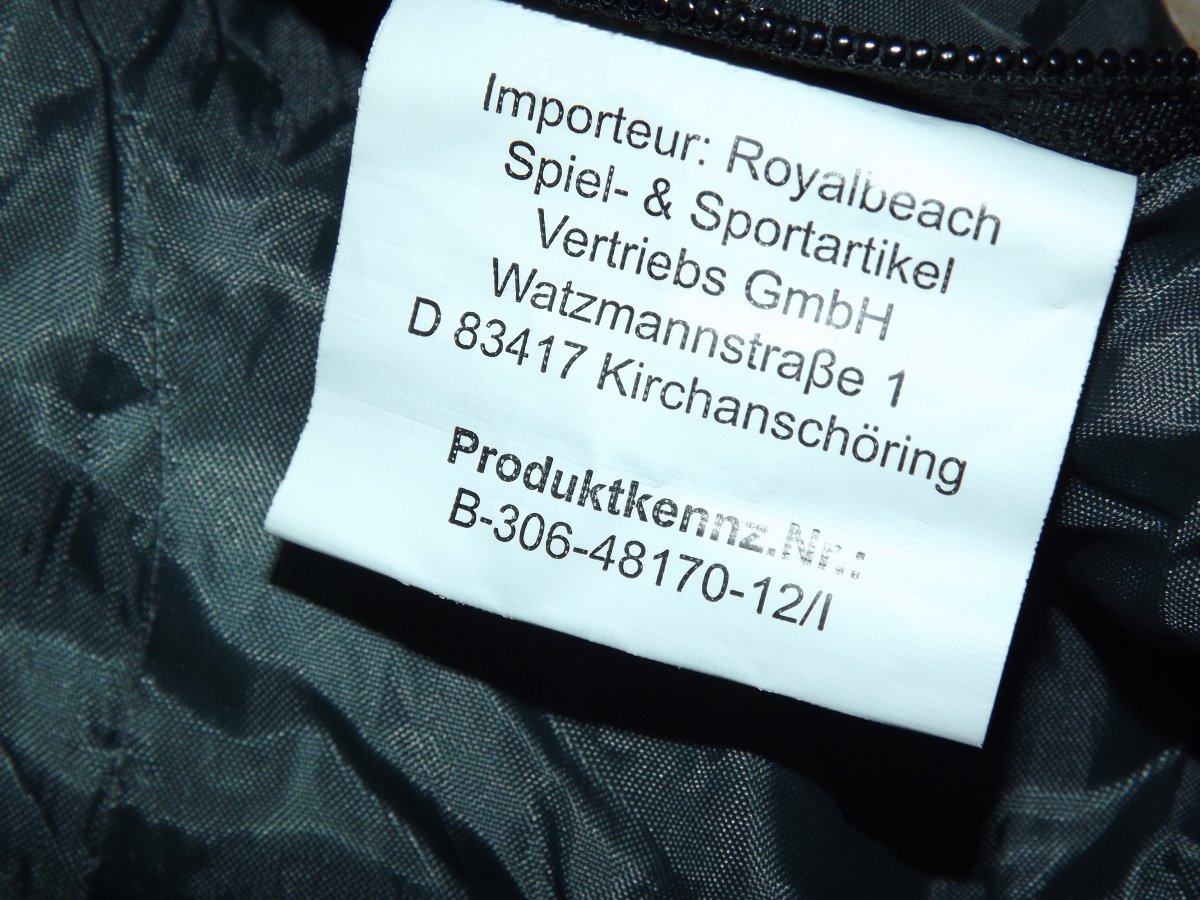 Importeur: Royalbeach
Spiel- & Sportartikel
Vertriebs GmbH
Watzmannstraße 1
D 83417 Kirchanschöring
Produktkennz.Nr.:
B-306-48170-12/I